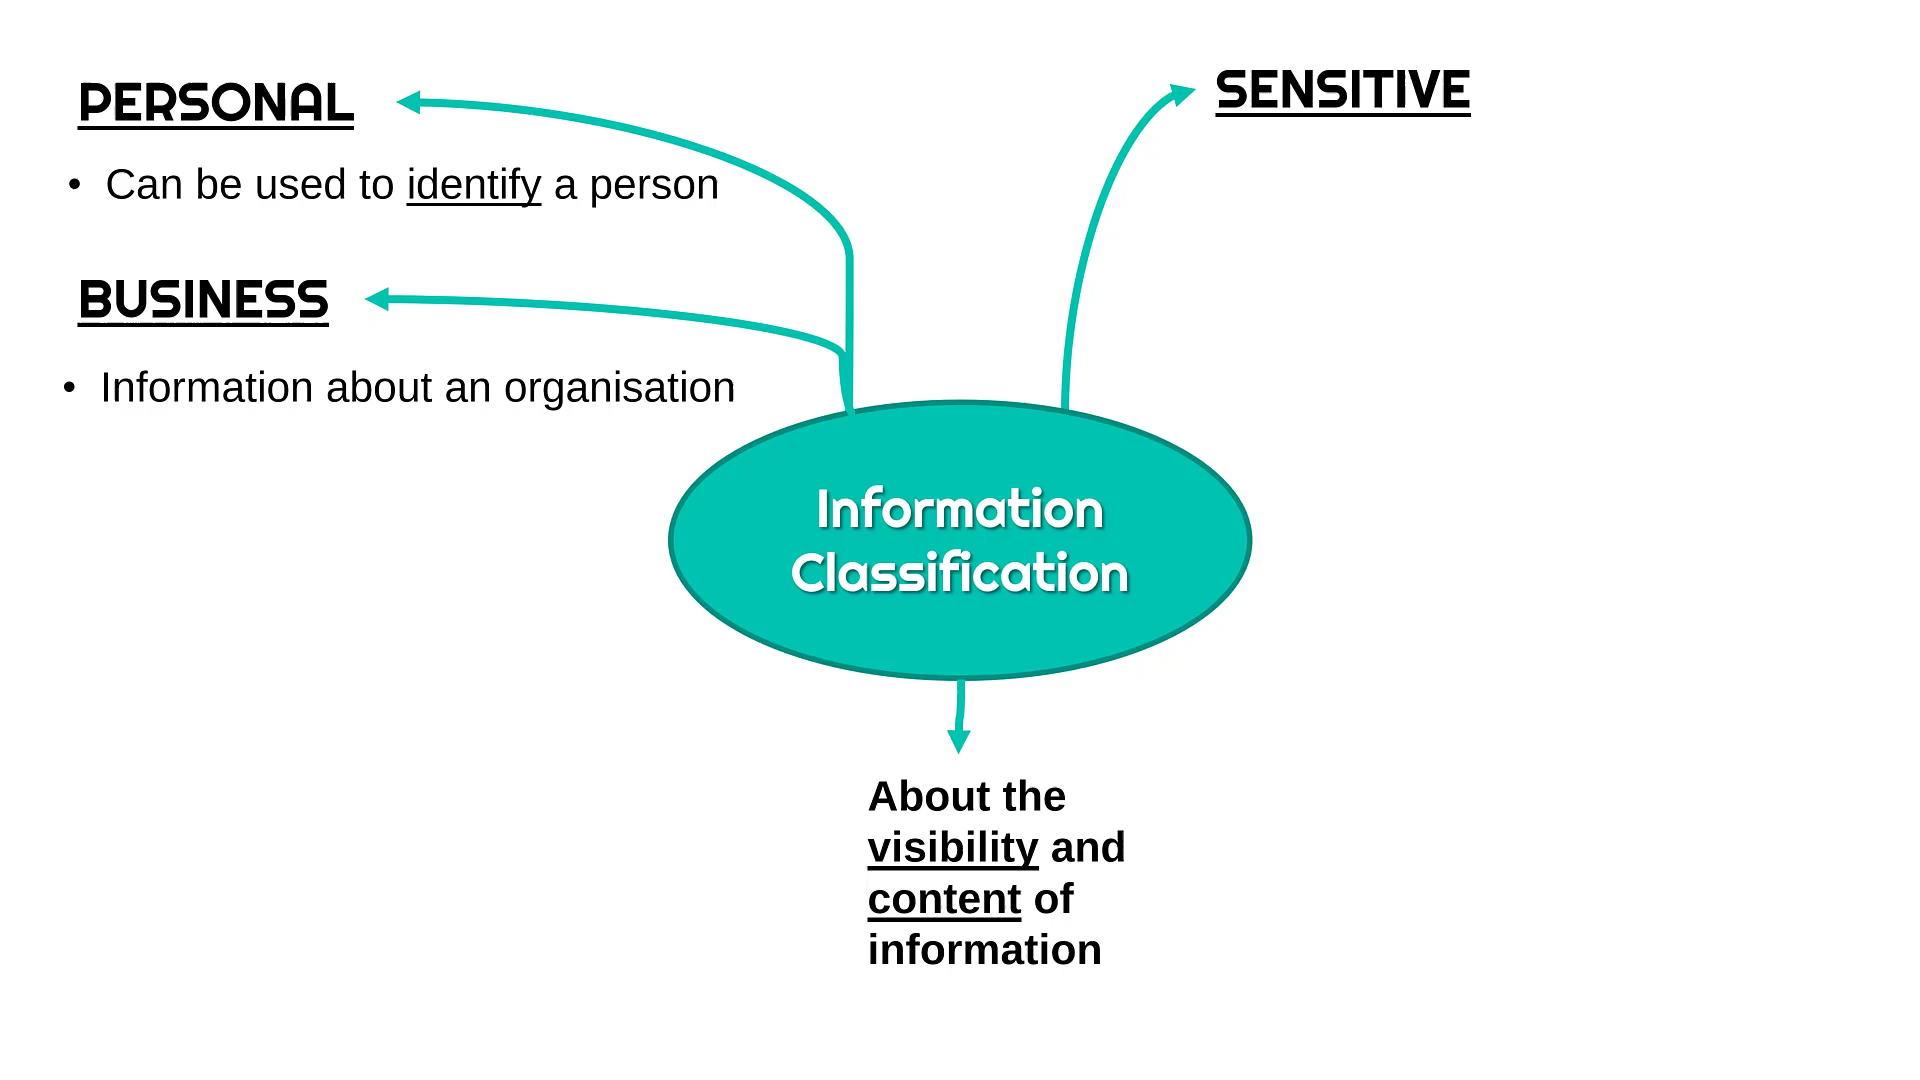 PERSONAL
• Can be used to identify a person
BUSINESS
• Information about an organisation
SENSITIVE
Information
Classification
About the
visibility and
content of
information